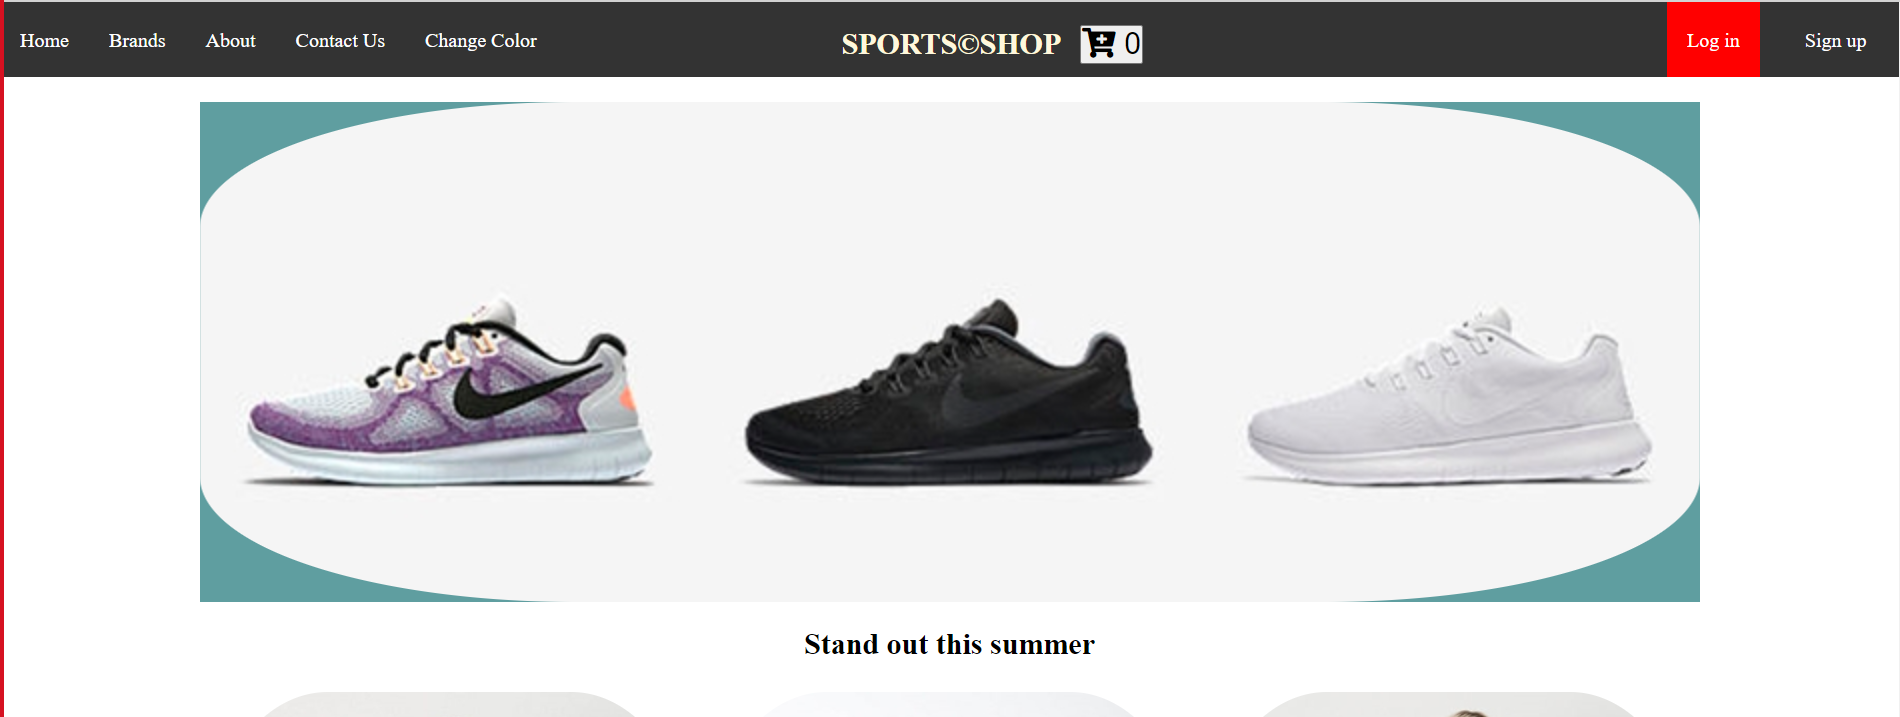 Home Brands About Contact Us Change Color SPORTS©SHOP 0 Log in Sign up
Stand out this summer